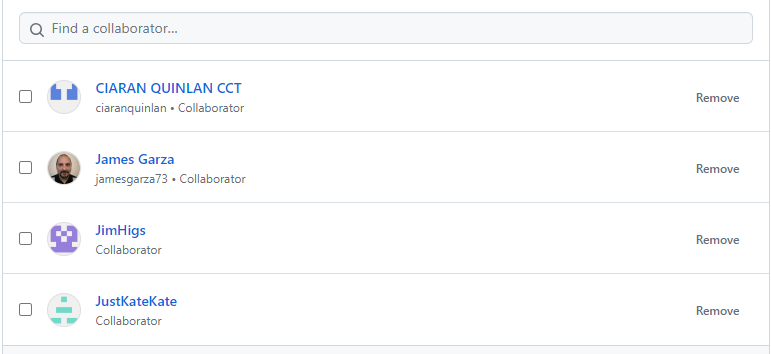 Find a collaborator...
CIARAN QUINLAN CCT
ciaranquinlan • Collaborator
Remove
James Garza
jamesgarza73 • Collaborator
Remove
JimHigs
Collaborator
Remove
JustKateKate
Collaborator
Remove